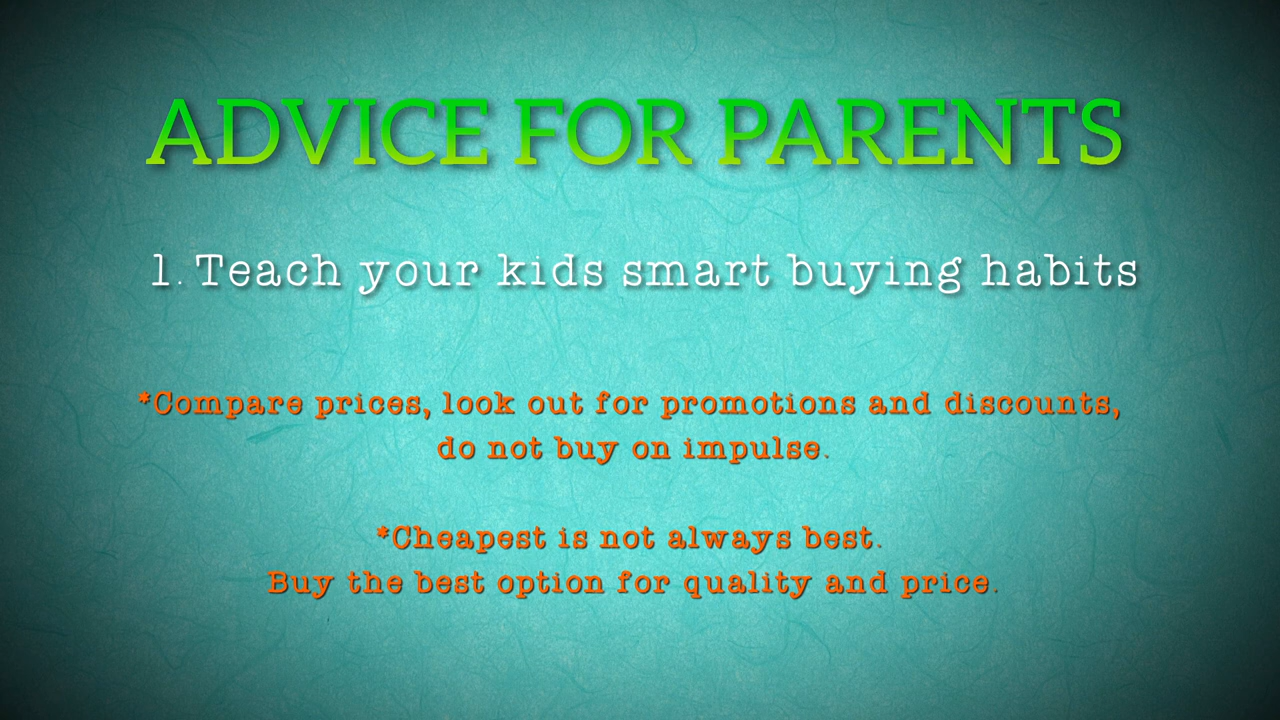 ADVICE FOR PARENTS
1. Teach your kids smart buying habits
*Compare prices, look out for promotions and discounts,
do not buy on impulse.
*Cheapest is not always best.
Buy the best option for quality and price.